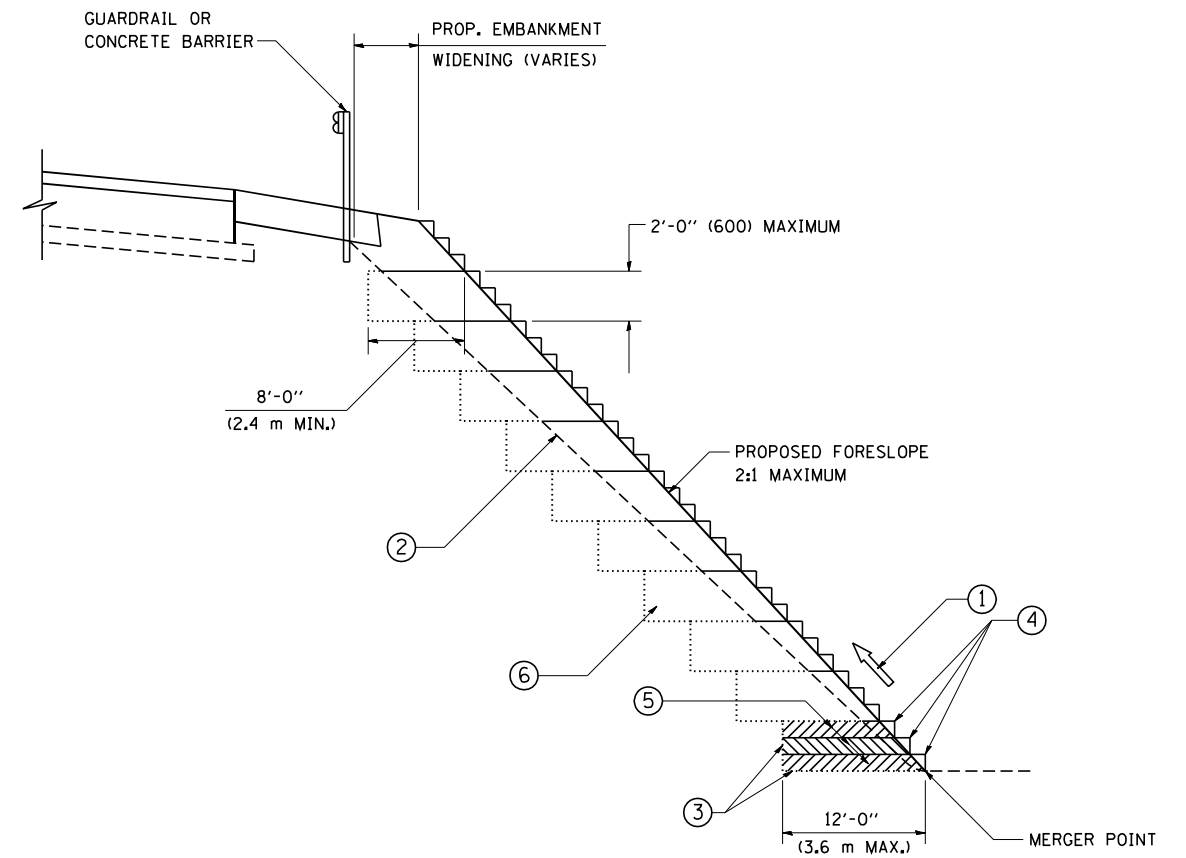 GUARDRAIL OR
CONCRETE BARRIER
PROP. EMBANKMENT
WIDENING (VARIES)
2'-0" (600) MAXIMUM
8'-0"
(2.4 m MIN.)
PROPOSED FORESLOPE
2:1 MAXIMUM
2
1
4
6
5
3
12'-0"
(3.6 m MAX.)
MERGER POINT